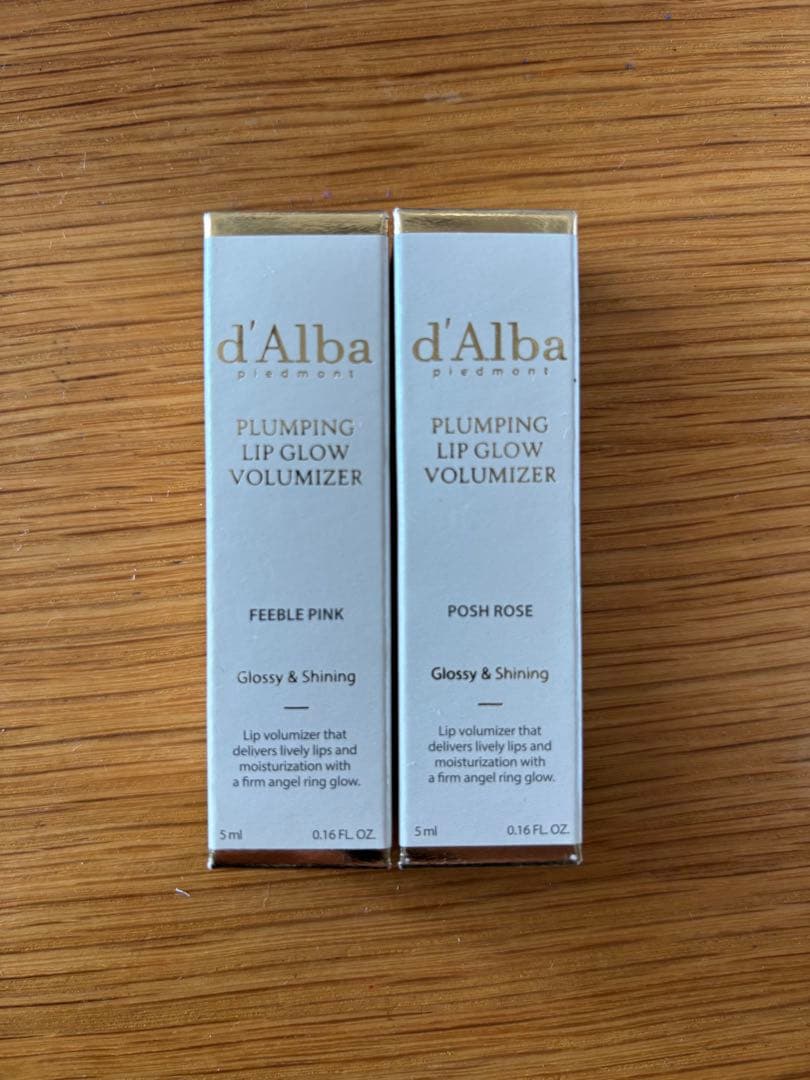 d'Alba
piedmont
PLUMPING
LIP GLOW
VOLUMIZER
FEEBLE PINK
Glossy & Shining
Lip volumizer that
delivers lively lips and
moisturization with
a firm angel ring glow.
5 ml 0.16 FL. OZ.
d'Alba
piedmont
PLUMPING
LIP GLOW
VOLUMIZER
POSH ROSE
Glossy & Shining
Lip volumizer that
delivers lively lips and
moisturization with
a firm angel ring glow.
5 ml 0.16 FL. OZ.